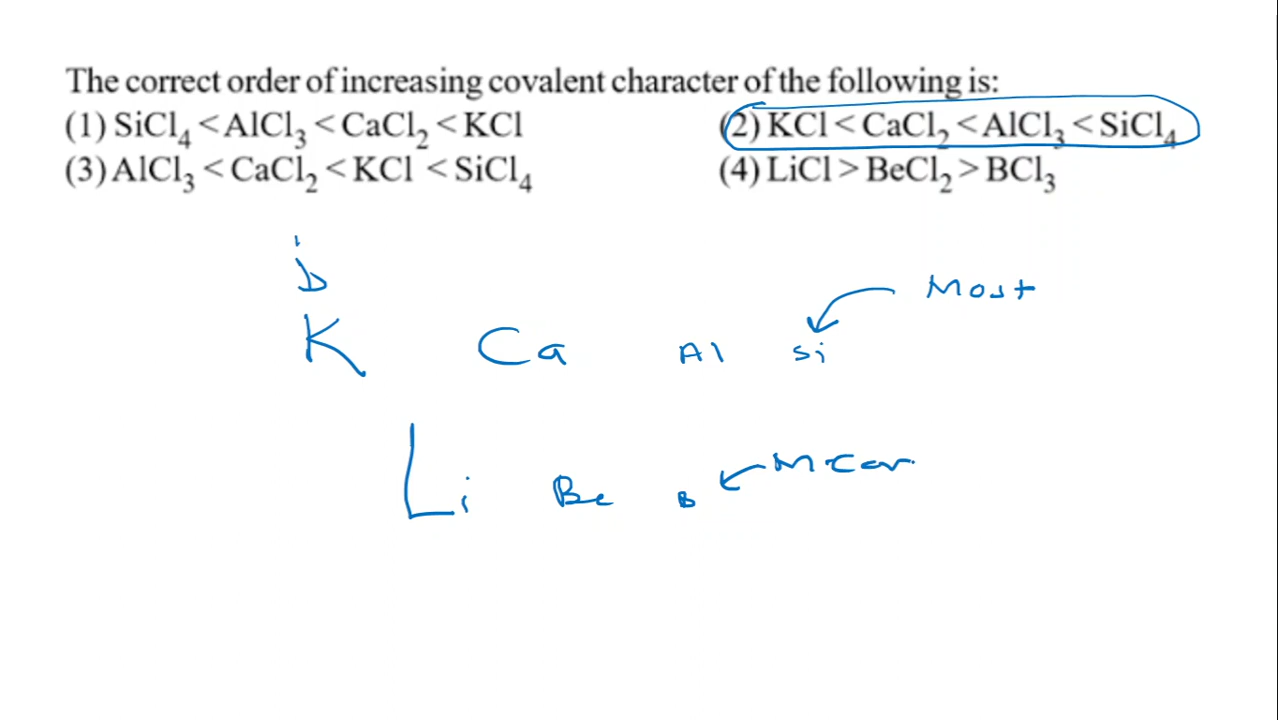 The correct order of increasing covalent character of the following is:
(1) SiCl₄ < AlCl₃ < CaCl₂ < KCl (2) KCl < CaCl₂ < AlCl₃ < SiCl₄
(3) AlCl₃ < CaCl₂ < KCl < SiCl₄ (4) LiCl > BeCl₂ > BCl₃
Most
K Ca Al Si
Li Be B